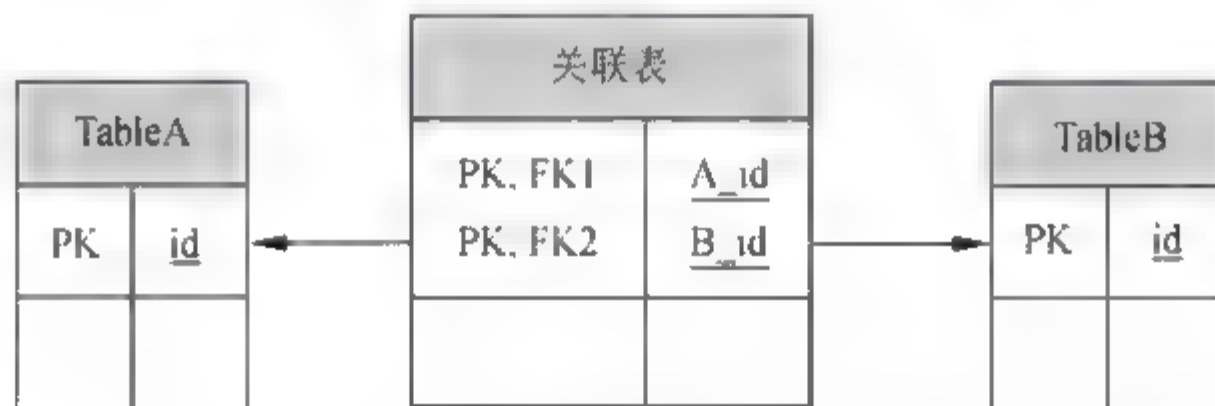 关联表
TableA
TableB
PK, FK1 A_id
PK, FK2 B_id
PK id
PK id